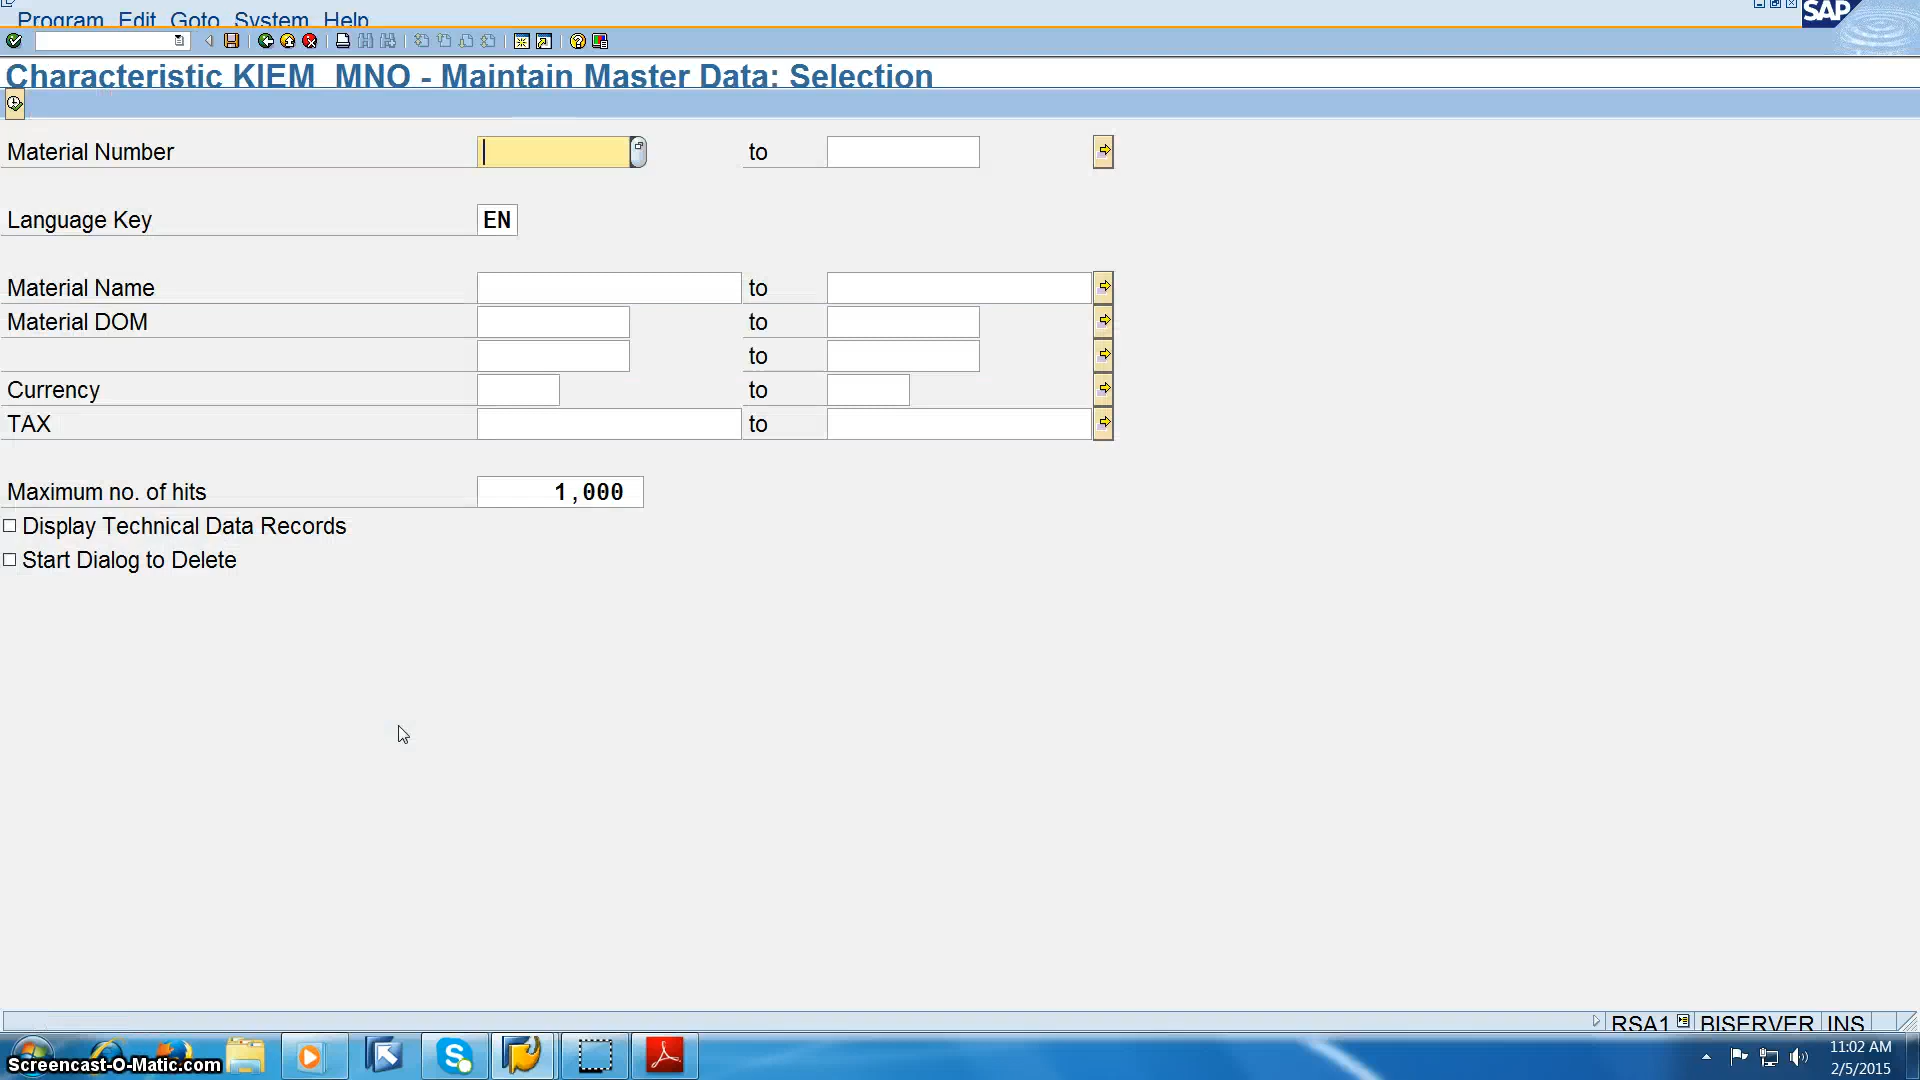 Program Edit Goto System Help
SAP
Characteristic KIEM_MNO - Maintain Master Data: Selection
Material Number to
Language Key EN
Material Name to
Material DOM to
to
Currency to
TAX to
Maximum no. of hits 1,000
Display Technical Data Records
Start Dialog to Delete
RSA1 BISERVER INS
Screencast-O-Matic.com
11:02 AM
2/5/2015